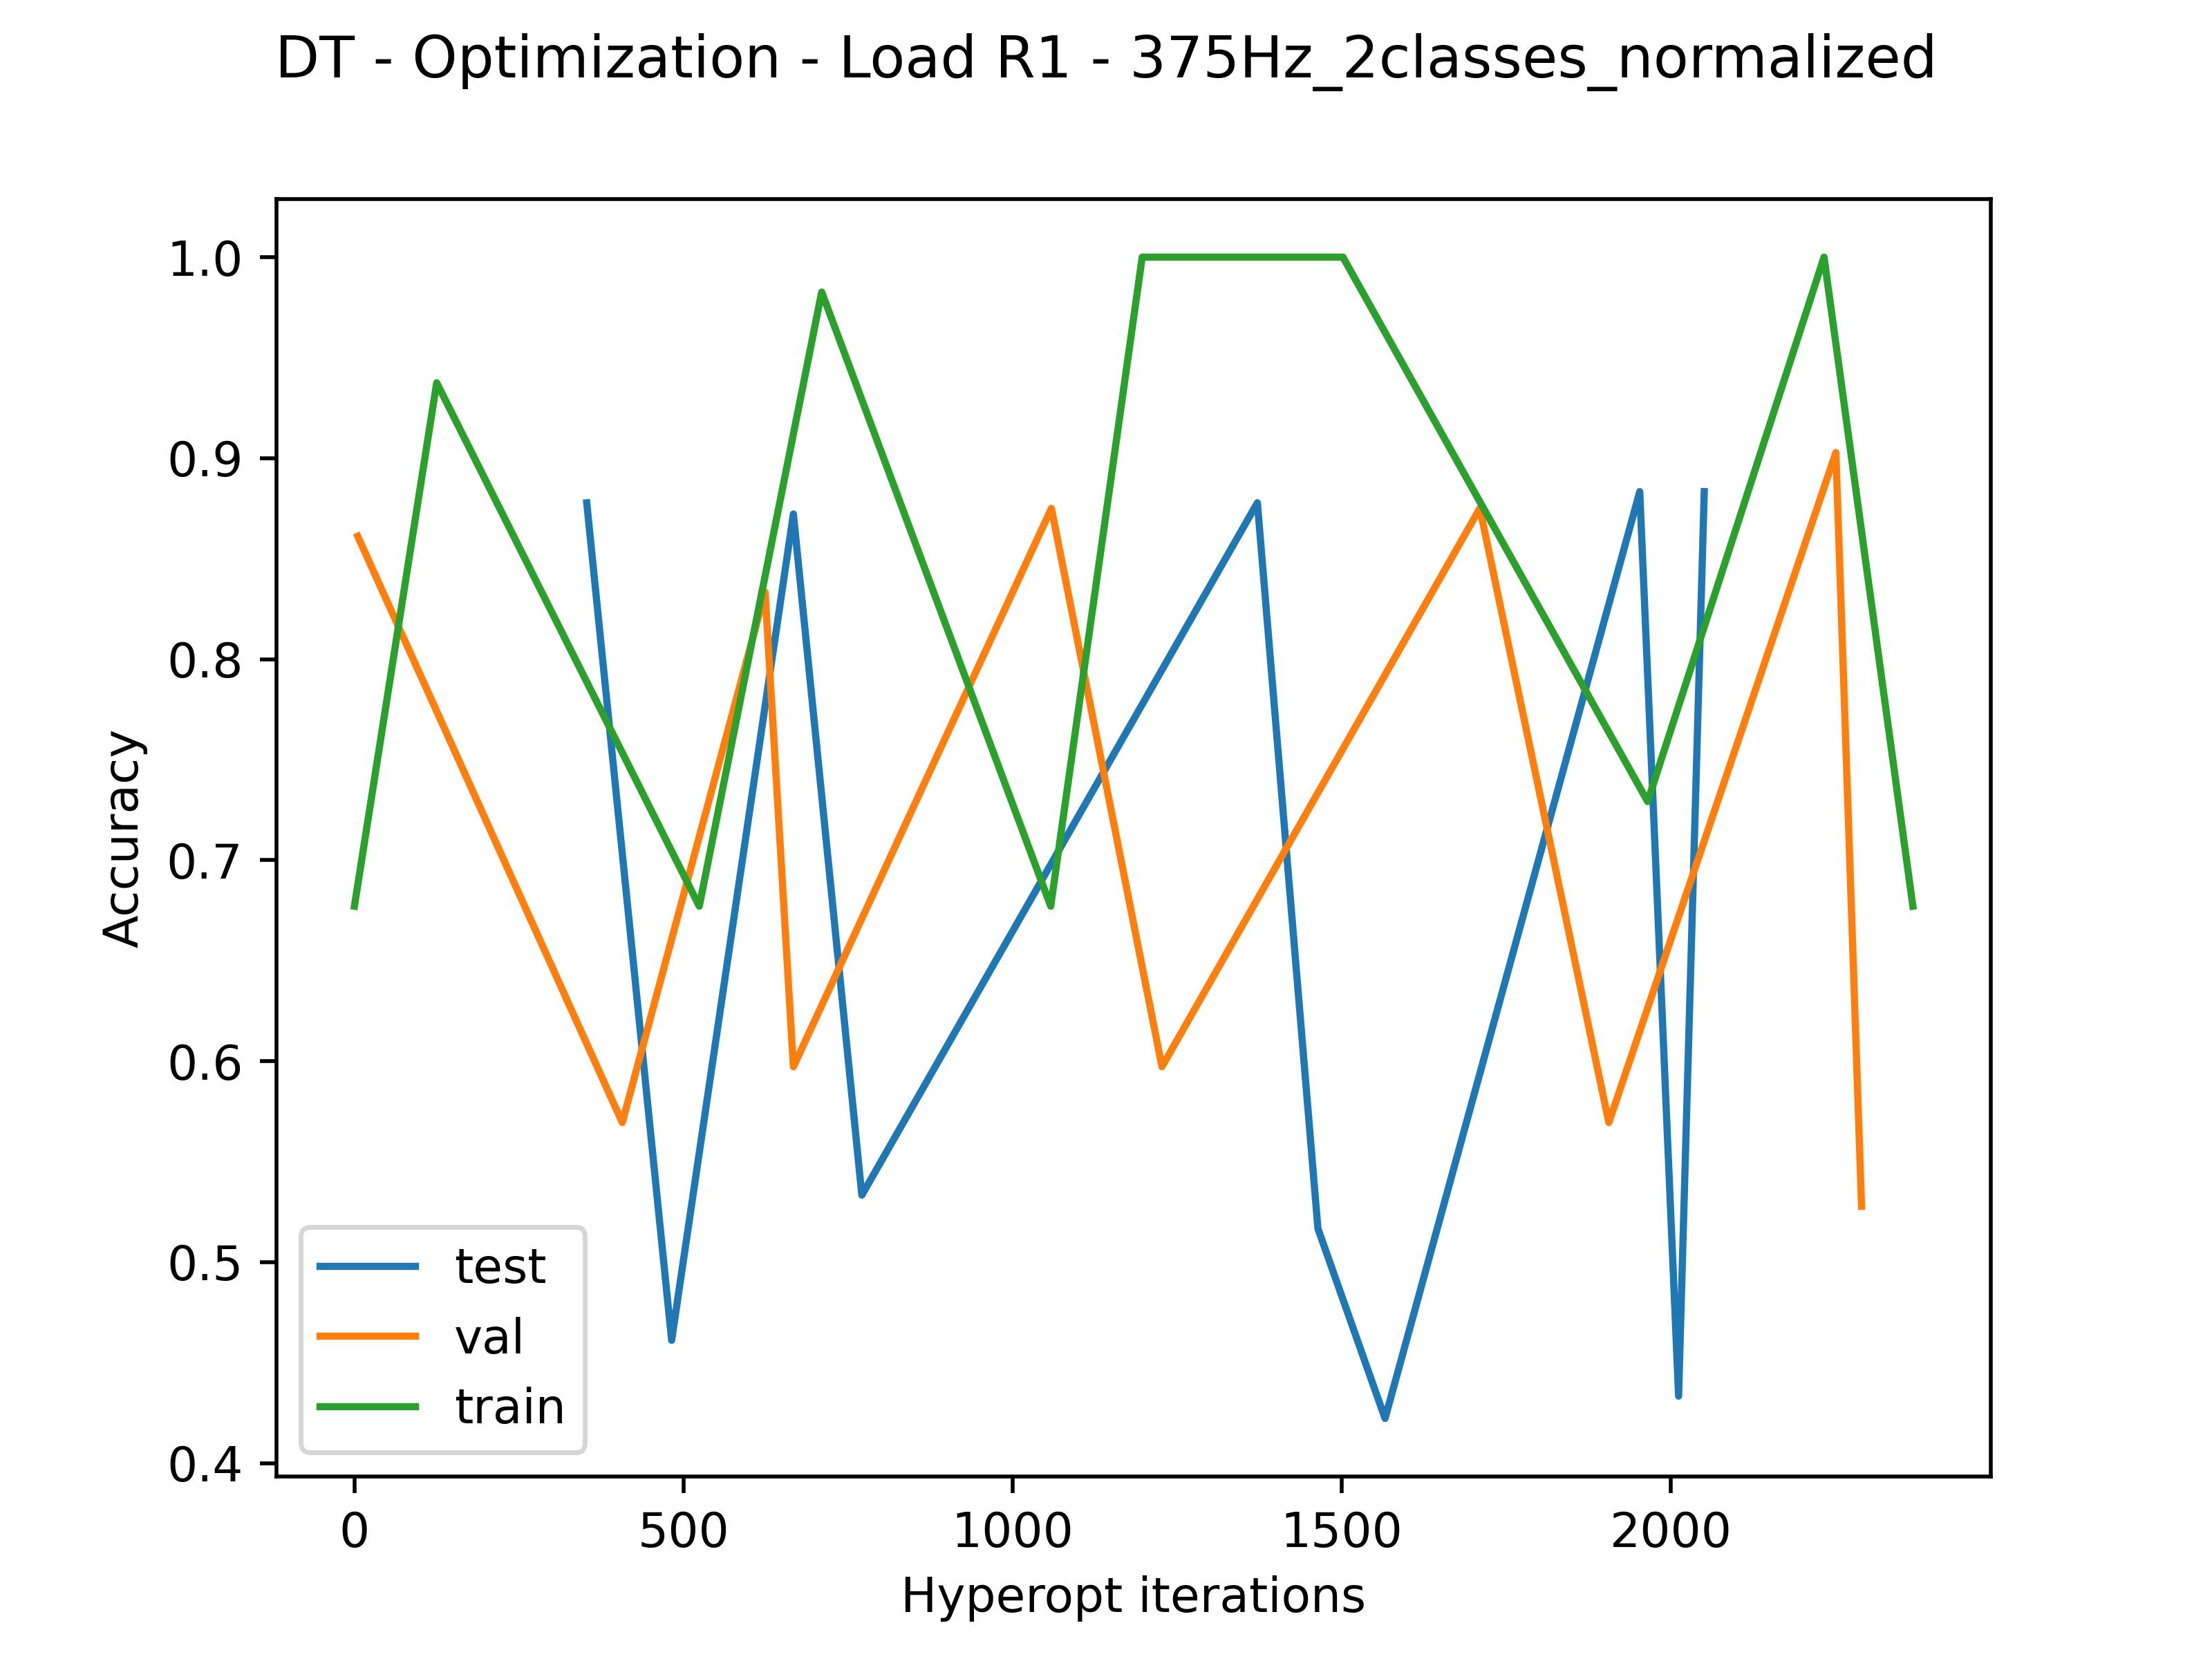 DT - Optimization - Load R1 - 375Hz_2classes_normalized
1.0
0.9
0.8
0.7
0.6
0.5
0.4
Accuracy
test
val
train
0 500 1000 1500 2000
Hyperopt iterations